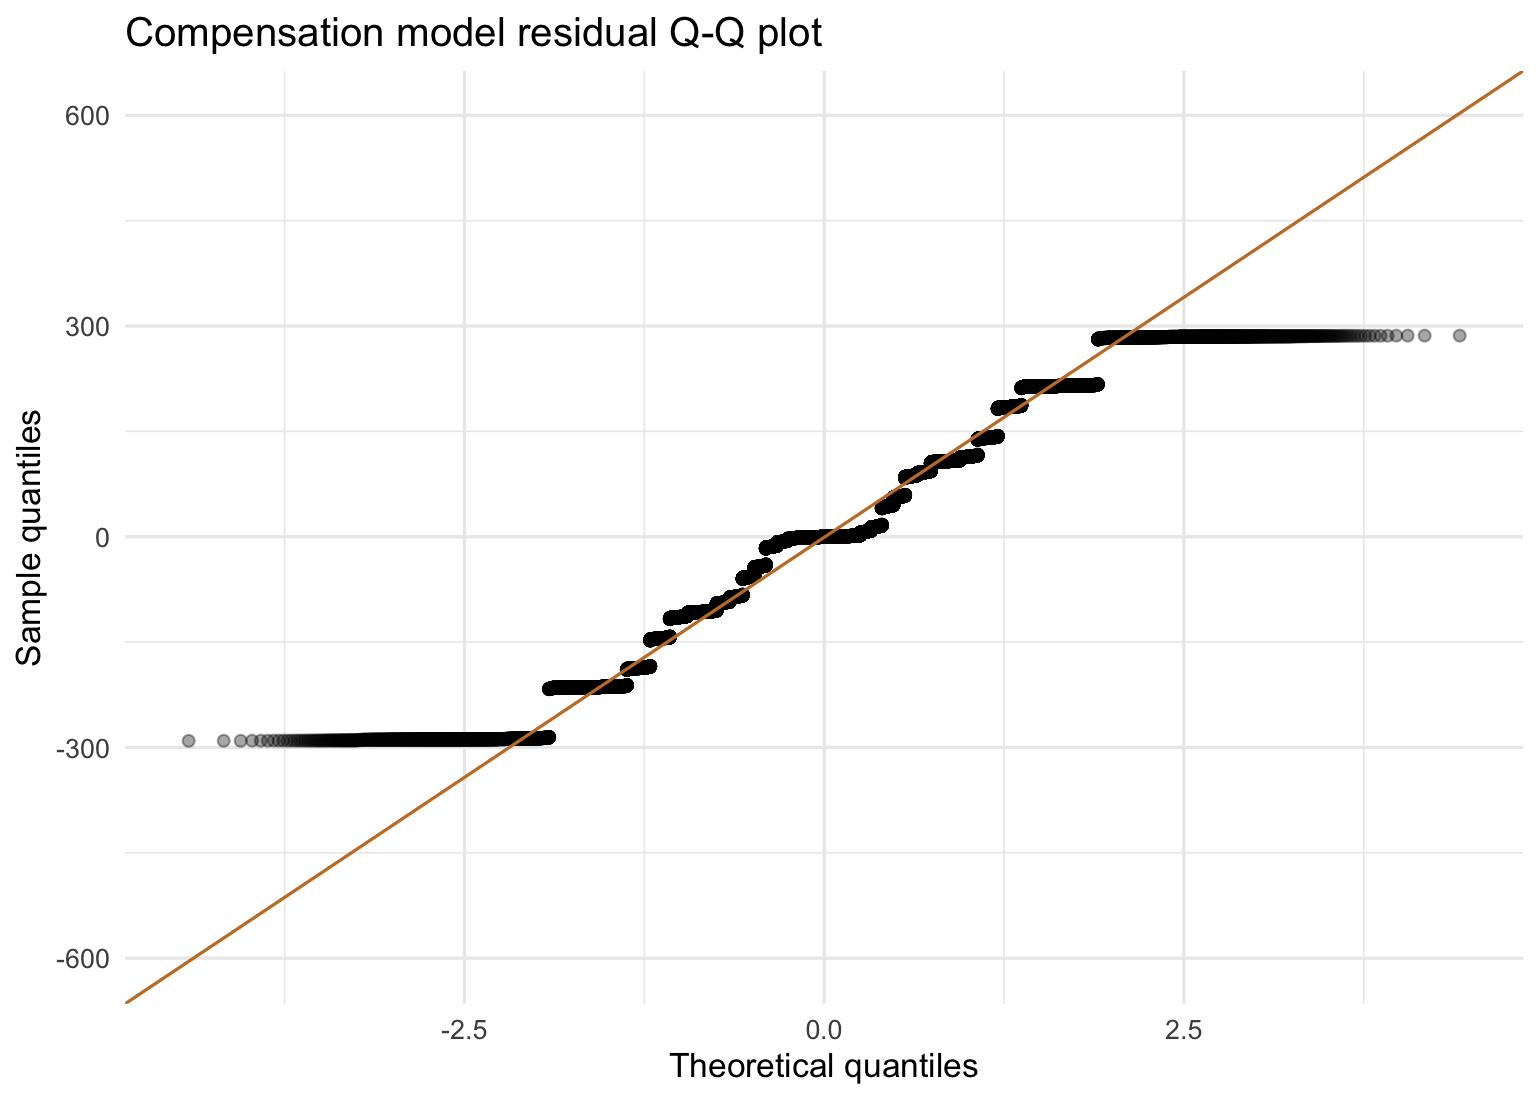 Compensation model residual Q-Q plot
Sample quantiles
600
300
0
-300
-600
-2.5 0.0 2.5
Theoretical quantiles